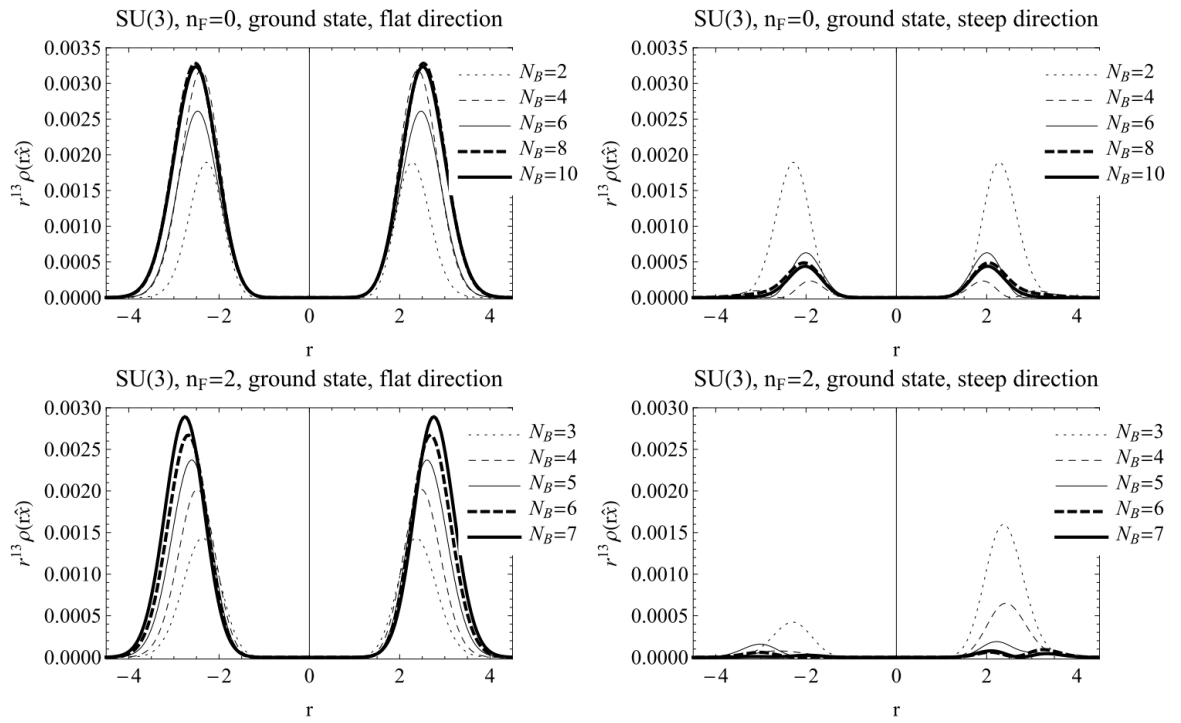 SU(3), n_F=0, ground state, flat direction
r^13 ρ(rx̂)
0.0035
0.0030
0.0025
0.0020
0.0015
0.0010
0.0005
0.0000
N_B=2
N_B=4
N_B=6
N_B=8
N_B=10
−4 −2 0 2 4
r
SU(3), n_F=0, ground state, steep direction
r^13 ρ(rx̂)
0.0035
0.0030
0.0025
0.0020
0.0015
0.0010
0.0005
0.0000
N_B=2
N_B=4
N_B=6
N_B=8
N_B=10
−4 −2 0 2 4
r
SU(3), n_F=2, ground state, flat direction
r^13 ρ(rx̂)
0.0030
0.0025
0.0020
0.0015
0.0010
0.0005
0.0000
N_B=3
N_B=4
N_B=5
N_B=6
N_B=7
−4 −2 0 2 4
r
SU(3), n_F=2, ground state, steep direction
r^13 ρ(rx̂)
0.0030
0.0025
0.0020
0.0015
0.0010
0.0005
0.0000
N_B=3
N_B=4
N_B=5
N_B=6
N_B=7
−4 −2 0 2 4
r